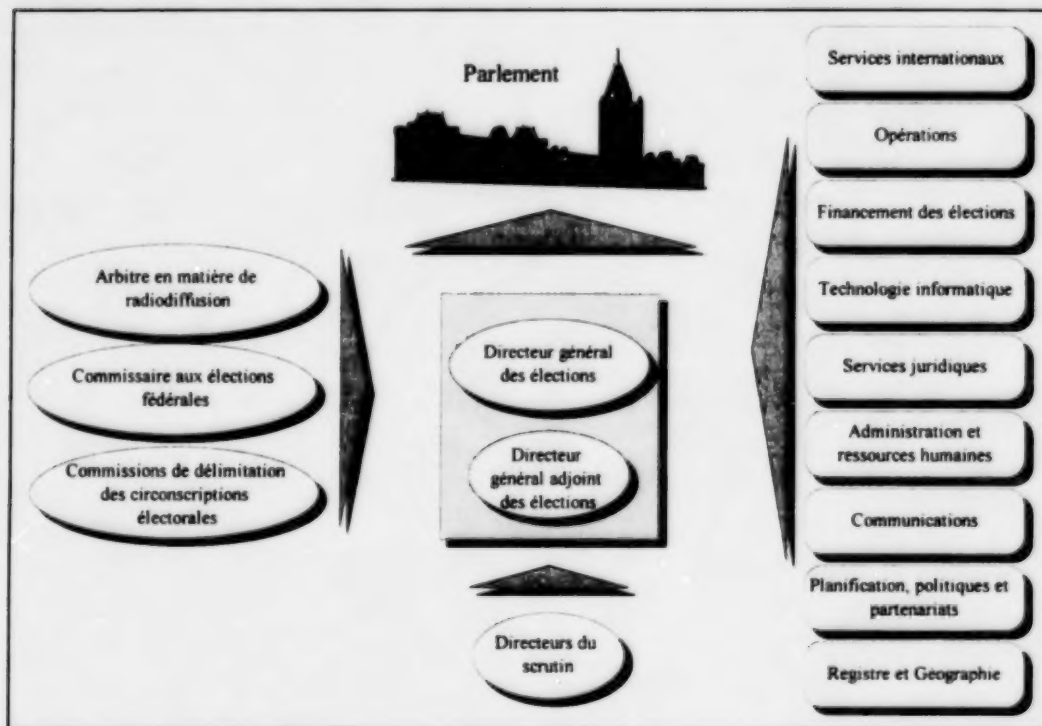 Parlement
Arbitre en matière de
radiodiffusion
Commissaire aux élections
fédérales
Commissions de délimitation
des circonscriptions
électorales
Directeur général
des élections
Directeur
général adjoint
des élections
Directeurs du
scrutin
Services internationaux
Opérations
Financement des élections
Technologie informatique
Services juridiques
Administration et
ressources humaines
Communications
Planification, politiques et
partenariats
Registre et Géographie